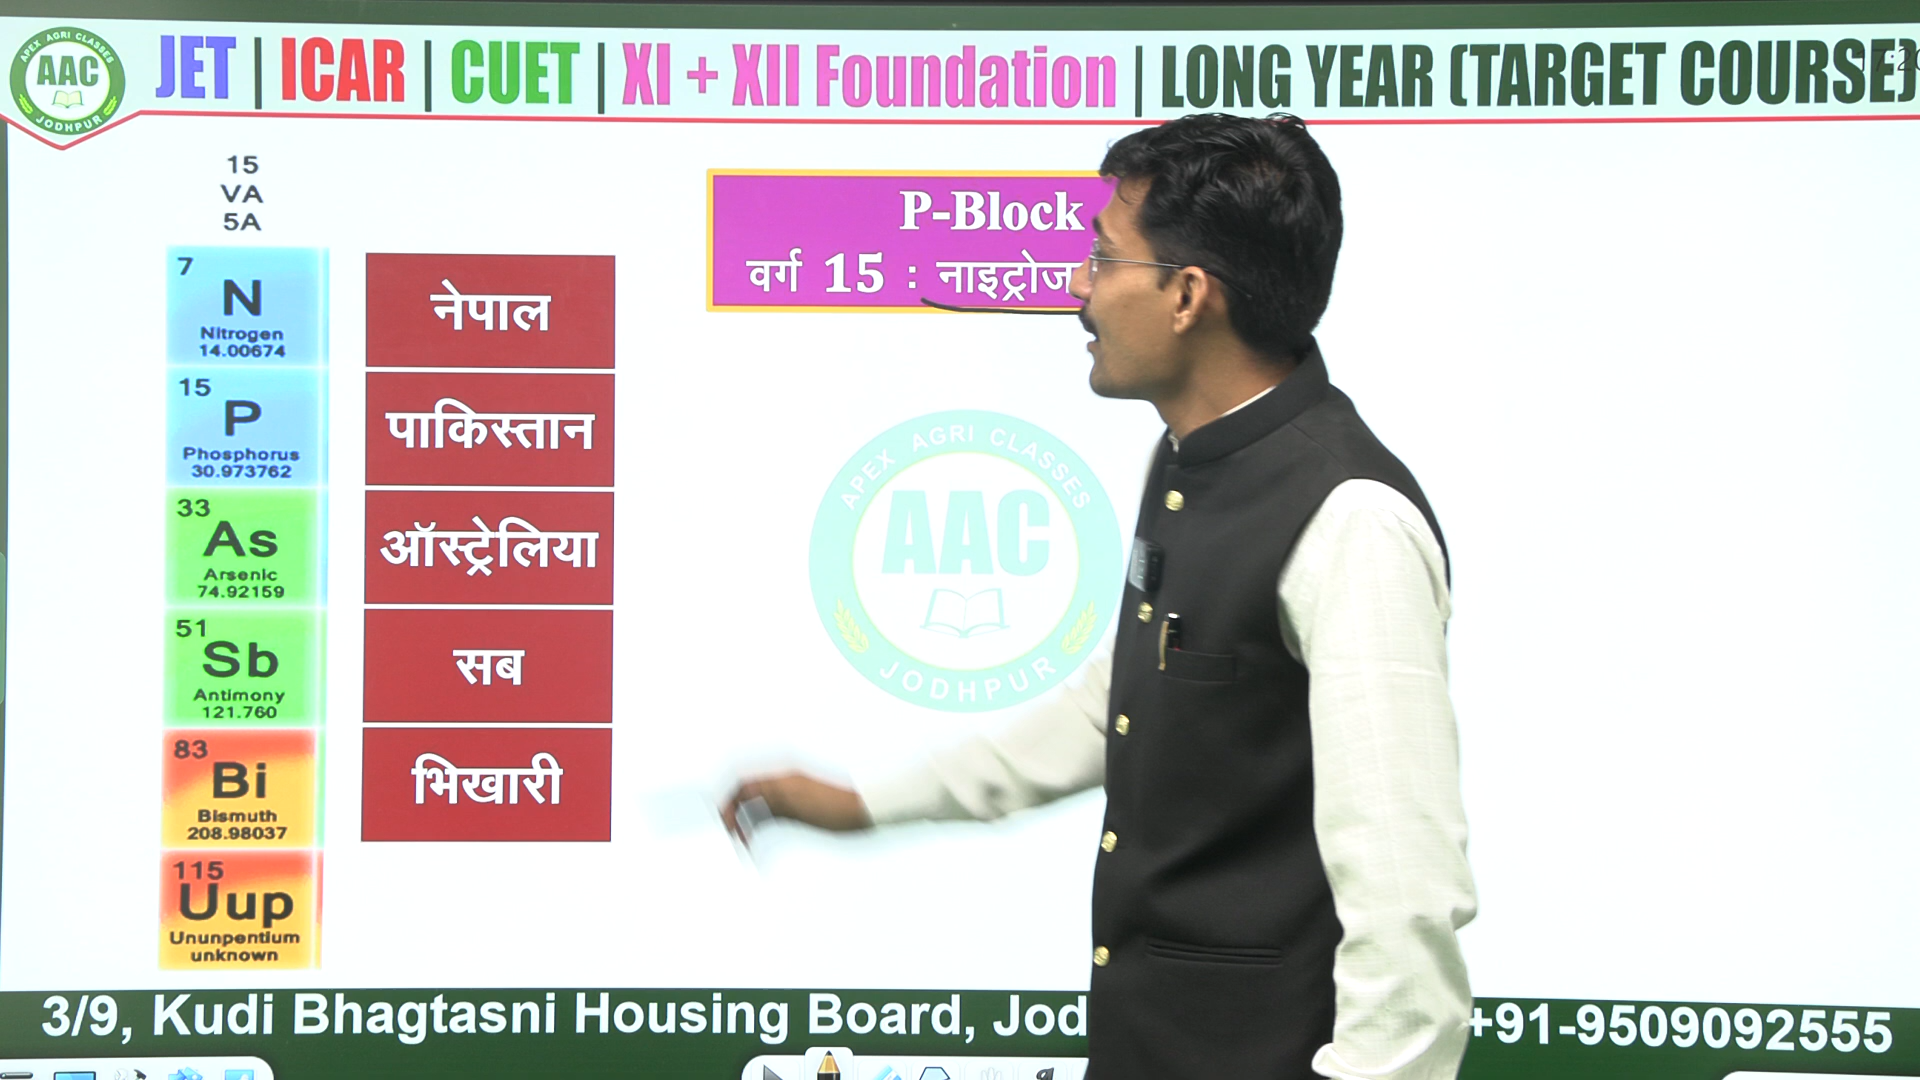 APEX AGRI CLASSES
AAC
JODHPUR
JET | ICAR | CUET | XI + XII Foundation | LONG YEAR (TARGET COURSE)
15
VA
5A
P-Block
वर्ग 15 : नाइट्रोज
7
N
Nitrogen
14.00674
नेपाल
15
P
Phosphorus
30.973762
पाकिस्तान
33
As
Arsenic
74.92159
ऑस्ट्रेलिया
51
Sb
Antimony
121.760
सब
83
Bi
Bismuth
208.98037
भिखारी
115
Uup
Ununpentium
unknown
APEX AGRI CLASSES
AAC
JODHPUR
3/9, Kudi Bhagtasni Housing Board, Jod
+91-9509092555